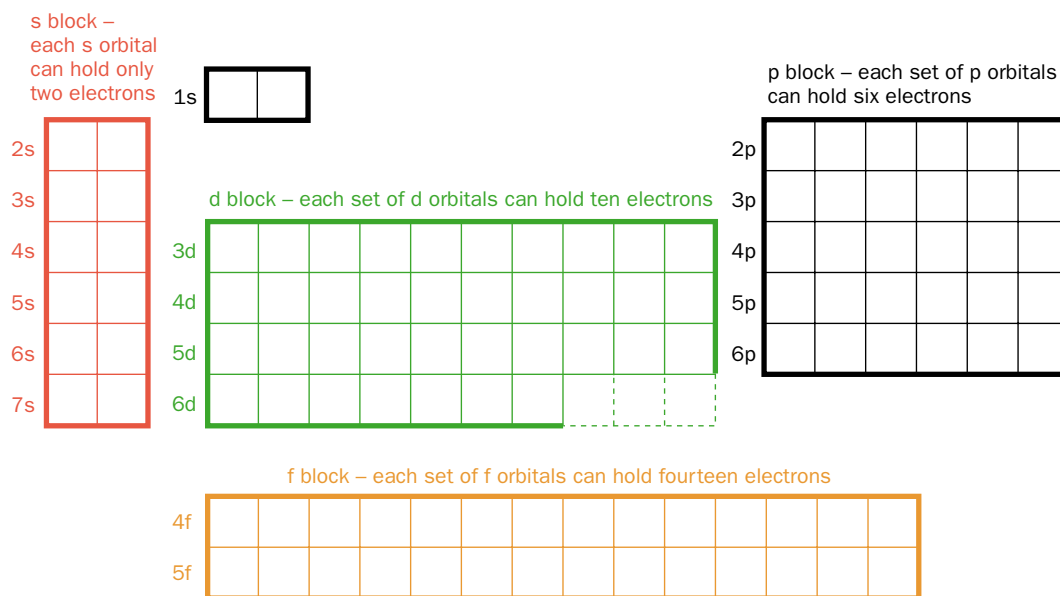 s block –
each s orbital
can hold only
two electrons
1s
2s
3s
4s
5s
6s
7s
d block – each set of d orbitals can hold ten electrons
3d
4d
5d
6d
p block – each set of p orbitals
can hold six electrons
2p
3p
4p
5p
6p
f block – each set of f orbitals can hold fourteen electrons
4f
5f